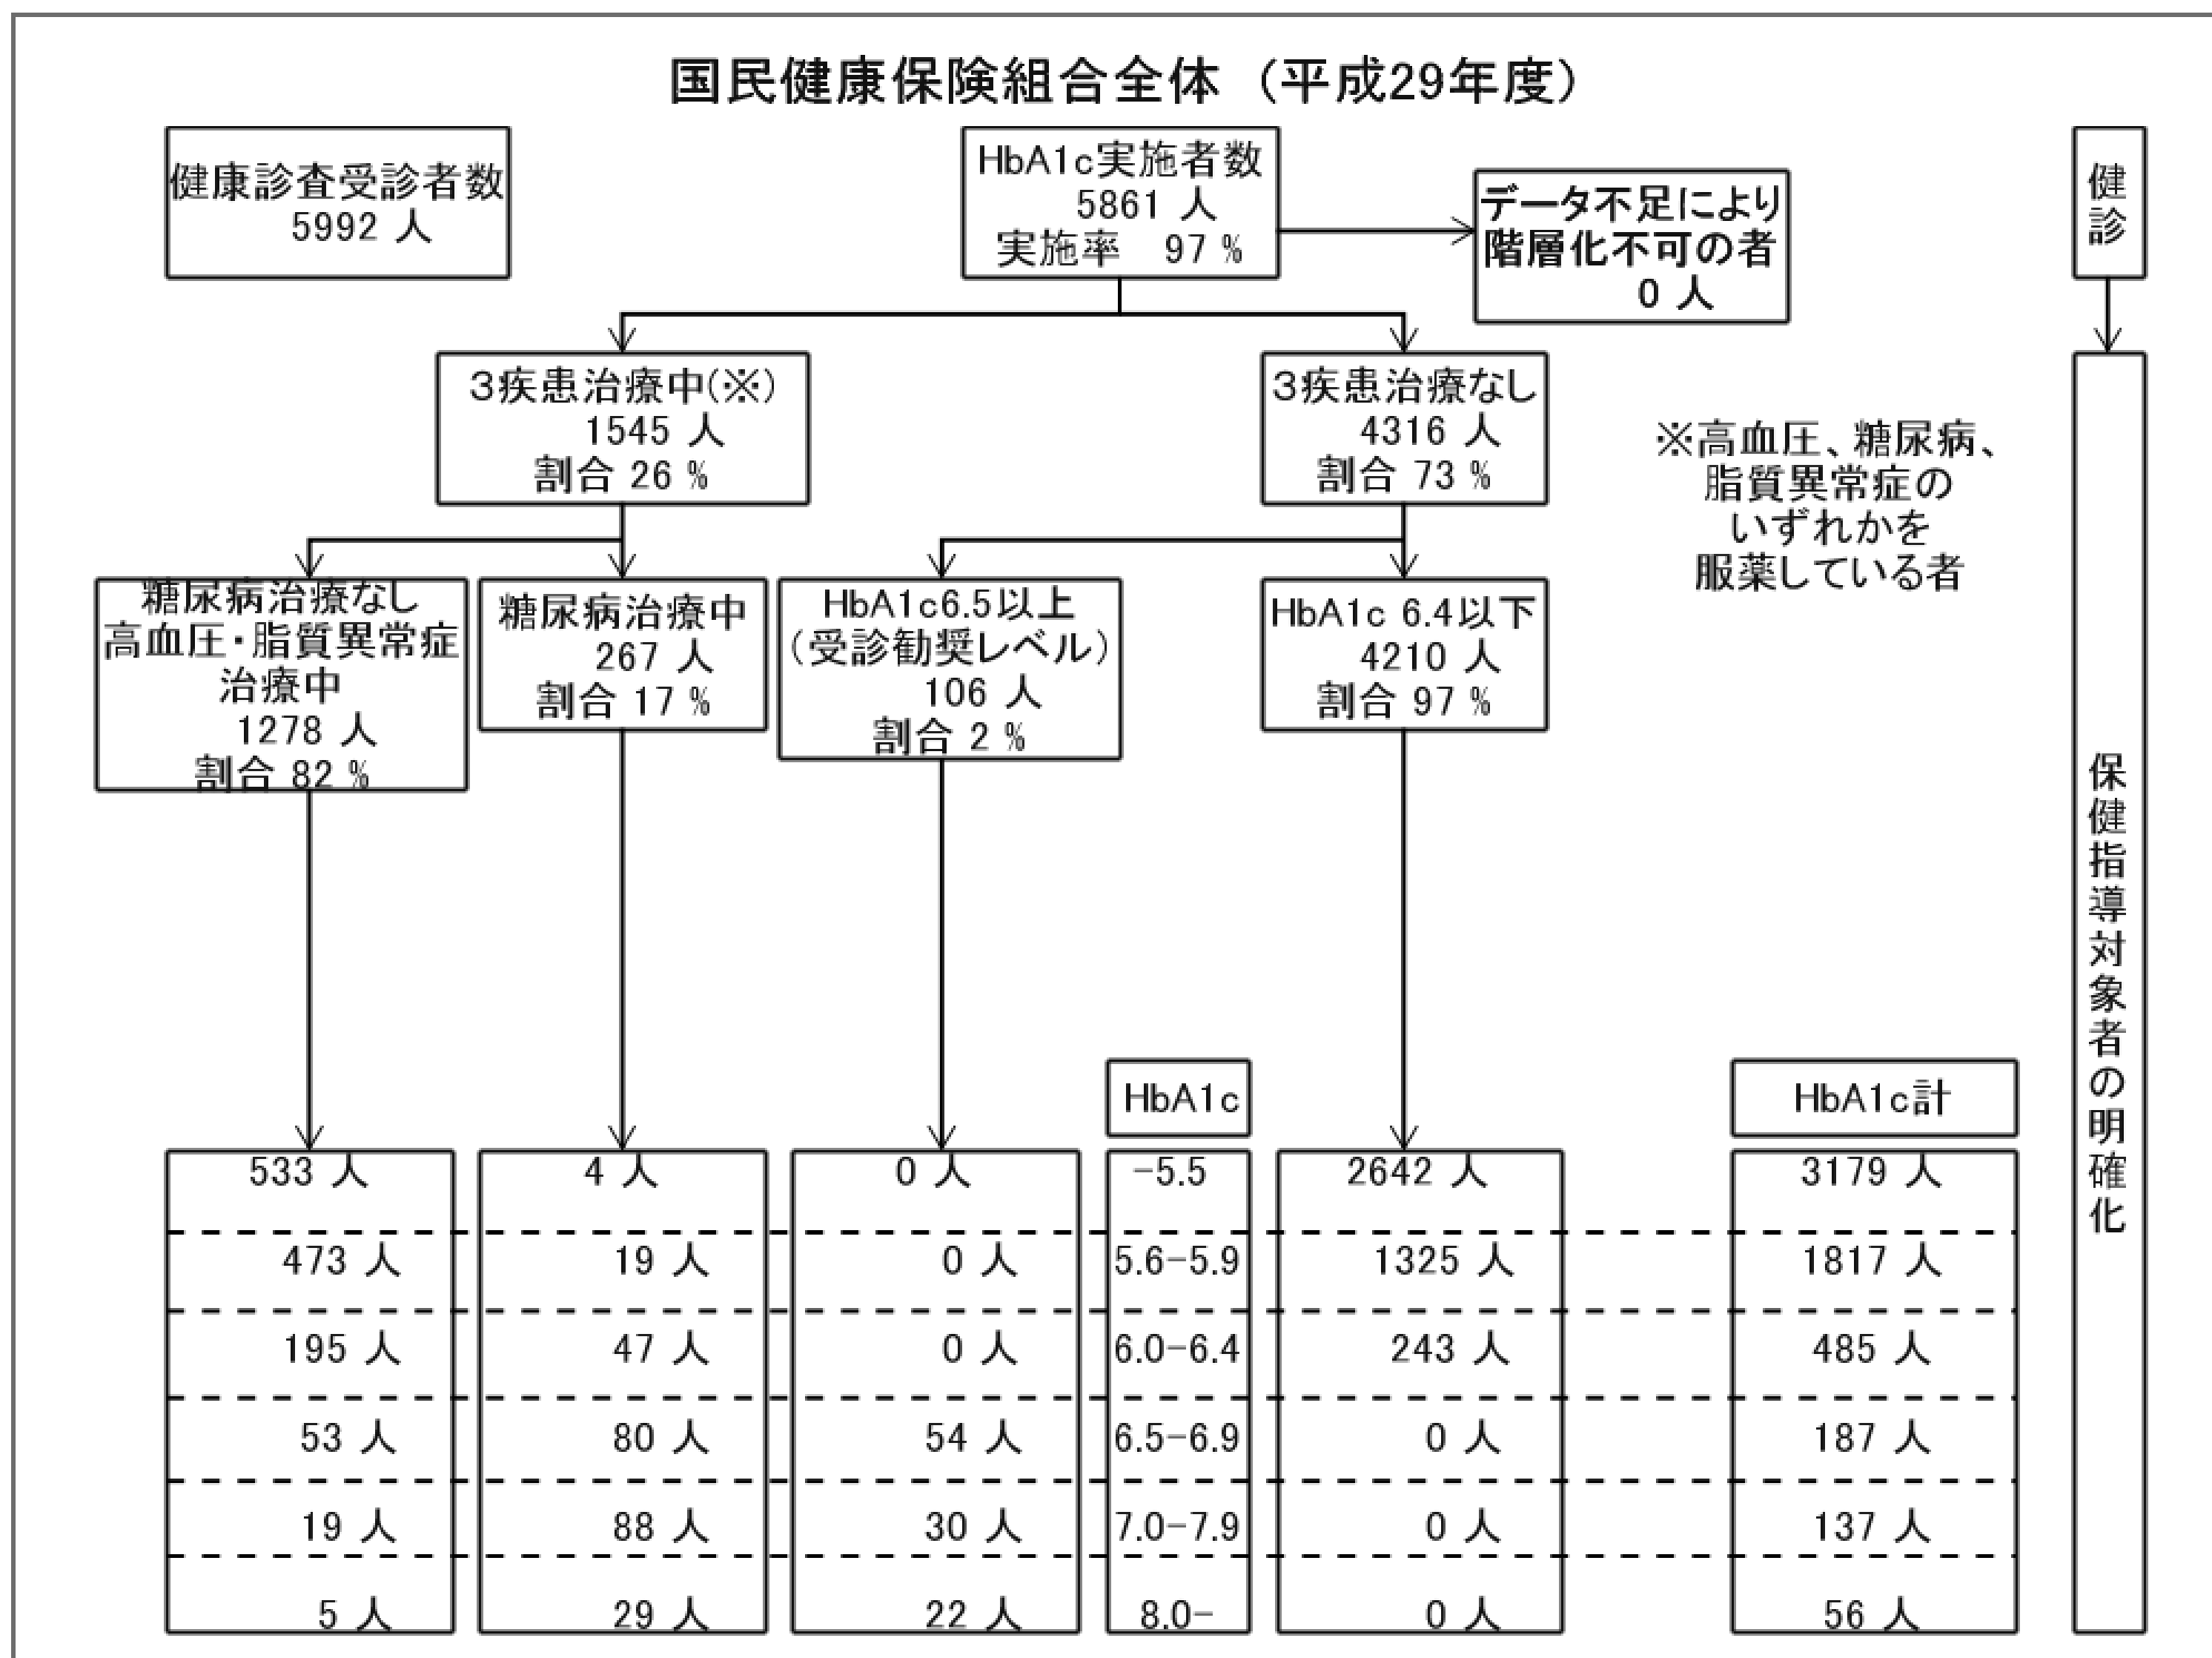 国民健康保険組合全体（平成29年度）
健康診査受診者数
5992 人
HbA1c実施者数
5861 人
実施率 97 %
データ不足により
階層化不可の者
0 人
健診
3疾患治療中(※)
1545 人
割合 26 %
3疾患治療なし
4316 人
割合 73 %
※高血圧、糖尿病、
脂質異常症の
いずれかを
服薬している者
糖尿病治療なし
高血圧・脂質異常症
治療中
1278 人
割合 82 %
糖尿病治療中
267 人
割合 17 %
HbA1c6.5以上
（受診勧奨レベル）
106 人
割合 2 %
HbA1c 6.4以下
4210 人
割合 97 %
保健指導対象者の明確化
HbA1c
HbA1c計
533 人 4 人 0 人 -5.5 2642 人 3179 人
473 人 19 人 0 人 5.6-5.9 1325 人 1817 人
195 人 47 人 0 人 6.0-6.4 243 人 485 人
53 人 80 人 54 人 6.5-6.9 0 人 187 人
19 人 88 人 30 人 7.0-7.9 0 人 137 人
5 人 29 人 22 人 8.0- 0 人 56 人